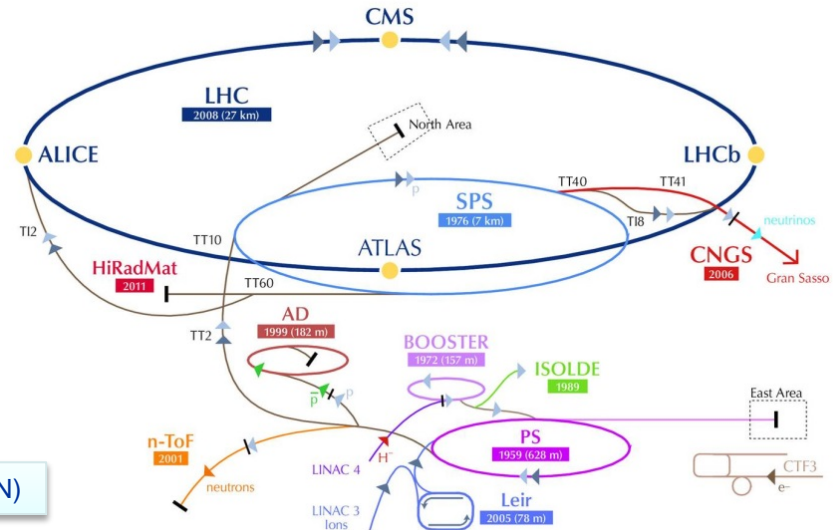 CMS
LHC
2008 (27 km)
North Area
ALICE
LHCb
TT40
TT41
p
SPS
1976 (7 km)
TI8
neutrinos
TI2
TT10
ATLAS
CNGS
2006
Gran Sasso
HiRadMat
2011
TT60
AD
1999 (182 m)
TT2
BOOSTER
1972 (157 m)
ISOLDE
1989
p̅
p
East Area
n-ToF
2001
PS
1959 (628 m)
H⁻
LINAC 4
neutrons
CTF3
e-
N)
LINAC 3
Ions
Leir
2005 (78 m)